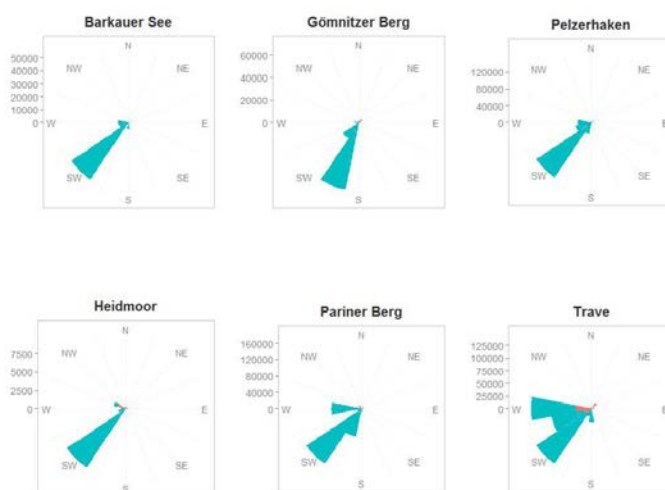 Barkauer See
N
50000
40000
30000
20000
10000
0
NW
NE
W
E
SW
SE
S
Gömnitzer Berg
N
60000
40000
20000
0
NW
NE
W
E
SW
SE
S
Pelzerhaken
N
120000
80000
40000
0
NW
NE
W
E
SW
SE
S
Heidmoor
N
7500
5000
2500
0
NW
NE
W
E
SW
SE
S
Pariner Berg
N
160000
120000
80000
40000
0
NW
NE
W
E
SW
SE
S
Trave
N
125000
100000
75000
50000
25000
0
NW
NE
W
E
SW
SE
S